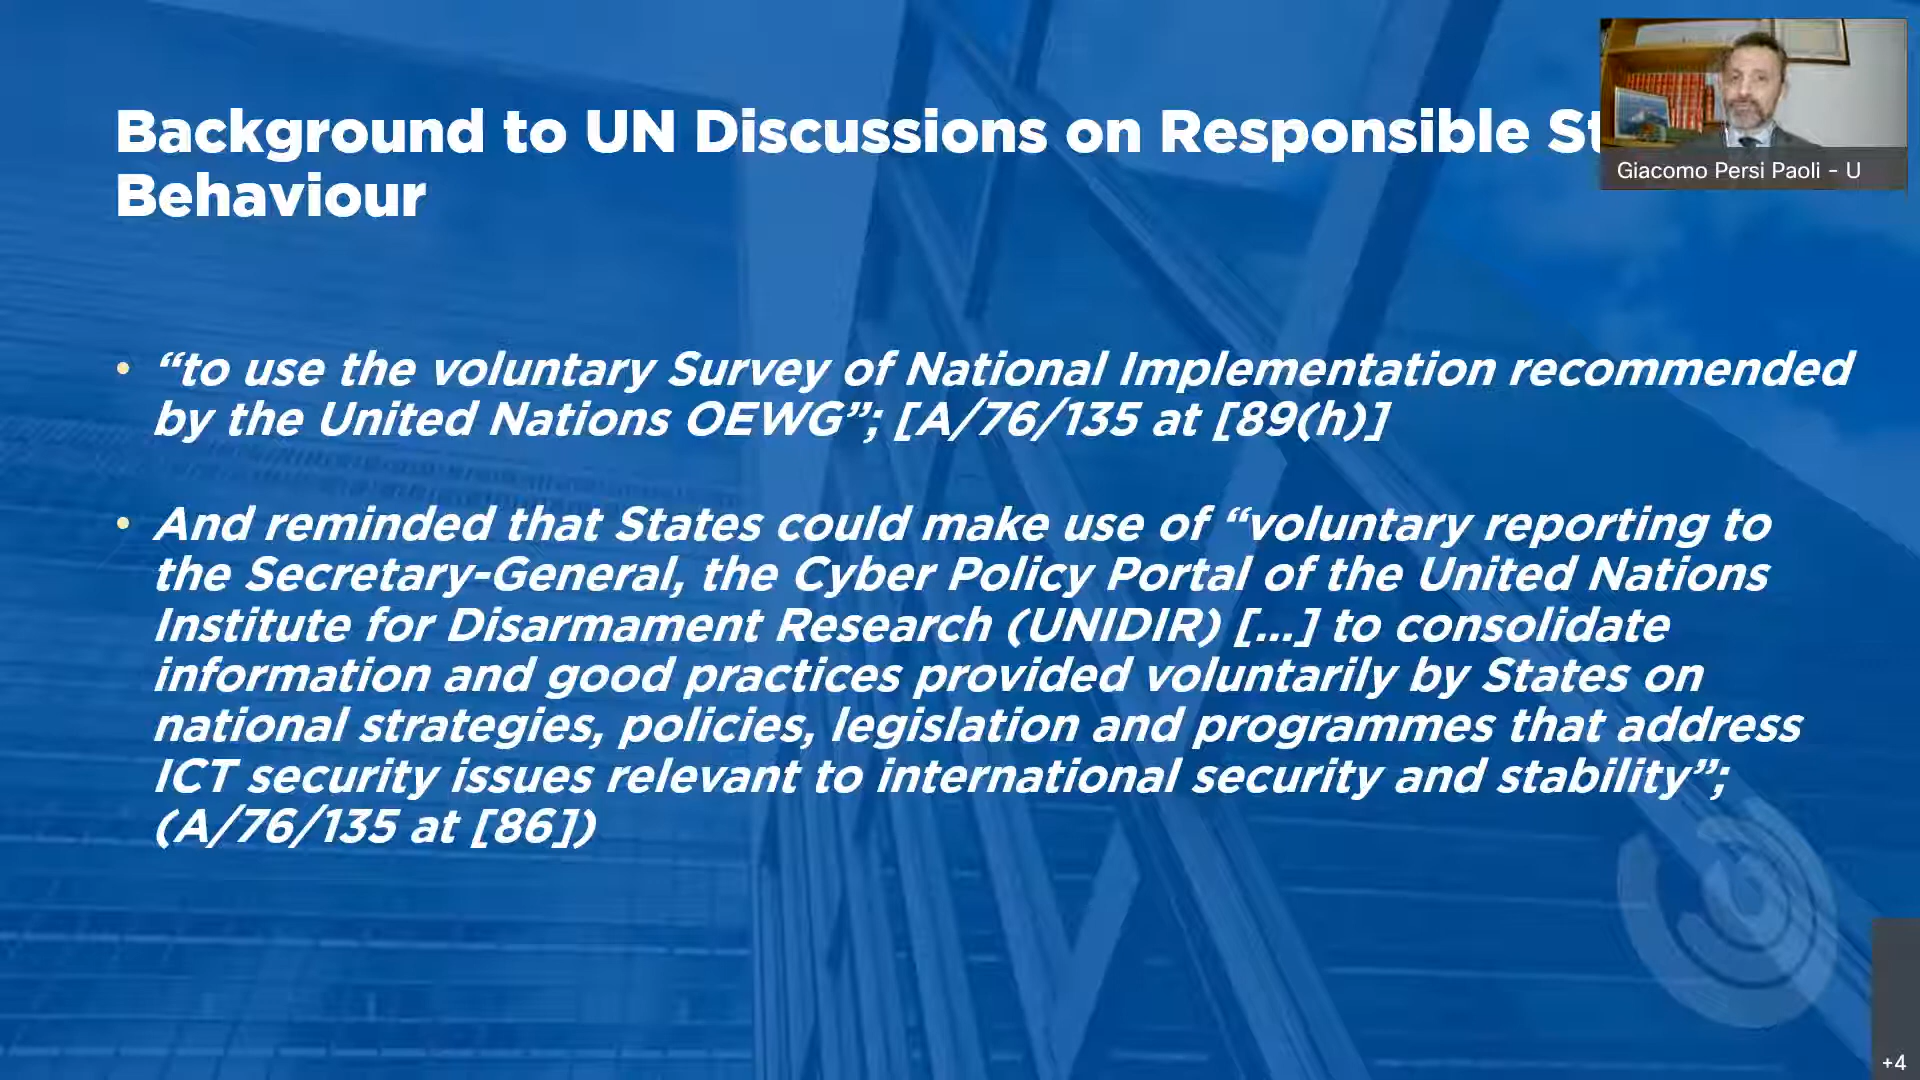 Background to UN Discussions on Responsible St
Behaviour
Giacomo Persi Paoli - U
• “to use the voluntary Survey of National Implementation recommended
by the United Nations OEWG”; [A/76/135 at [89(h)]
• And reminded that States could make use of “voluntary reporting to
the Secretary-General, the Cyber Policy Portal of the United Nations
Institute for Disarmament Research (UNIDIR) [...] to consolidate
information and good practices provided voluntarily by States on
national strategies, policies, legislation and programmes that address
ICT security issues relevant to international security and stability”;
(A/76/135 at [86])
+4